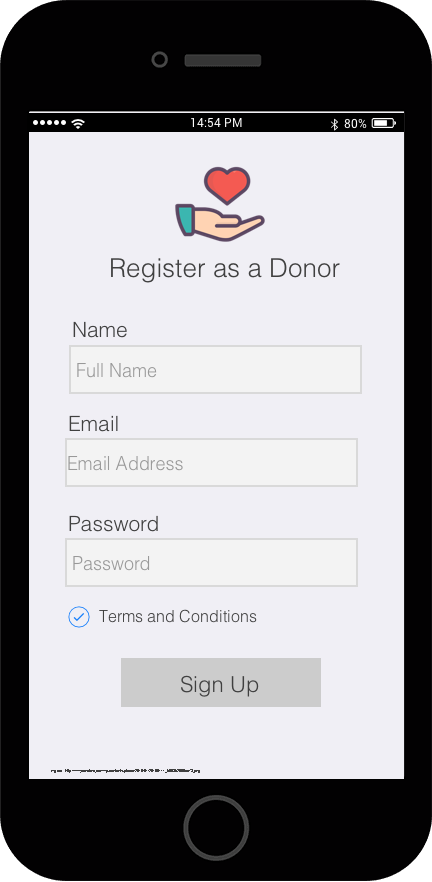 14:54 PM
80%
Register as a Donor
Name
Full Name
Email
Email Address
Password
Password
Terms and Conditions
Sign Up